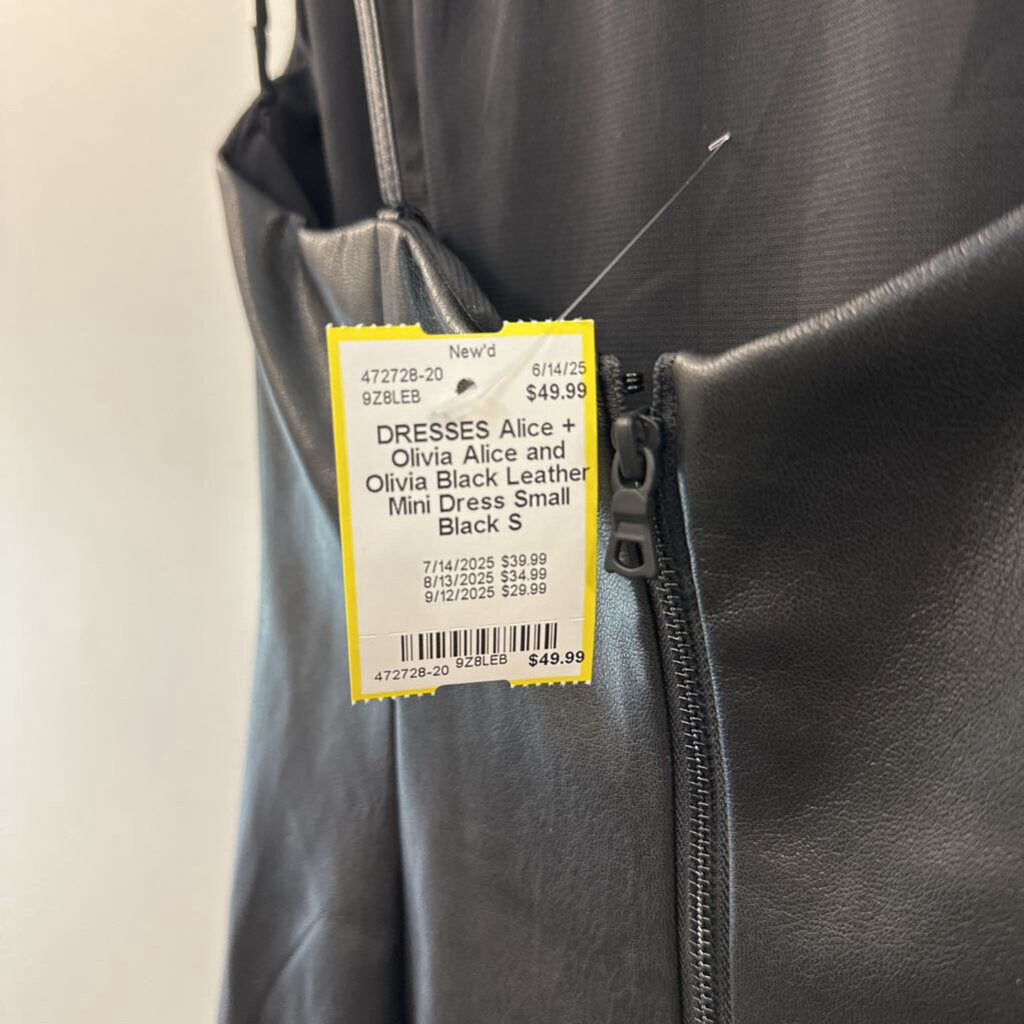 New'd
472728-20 6/14/25
9Z8LEB $49.99
DRESSES Alice +
Olivia Alice and
Olivia Black Leather
Mini Dress Small
Black S
7/14/2025 $39.99
8/13/2025 $34.99
9/12/2025 $29.99
472728-20 9Z8LEB $49.99